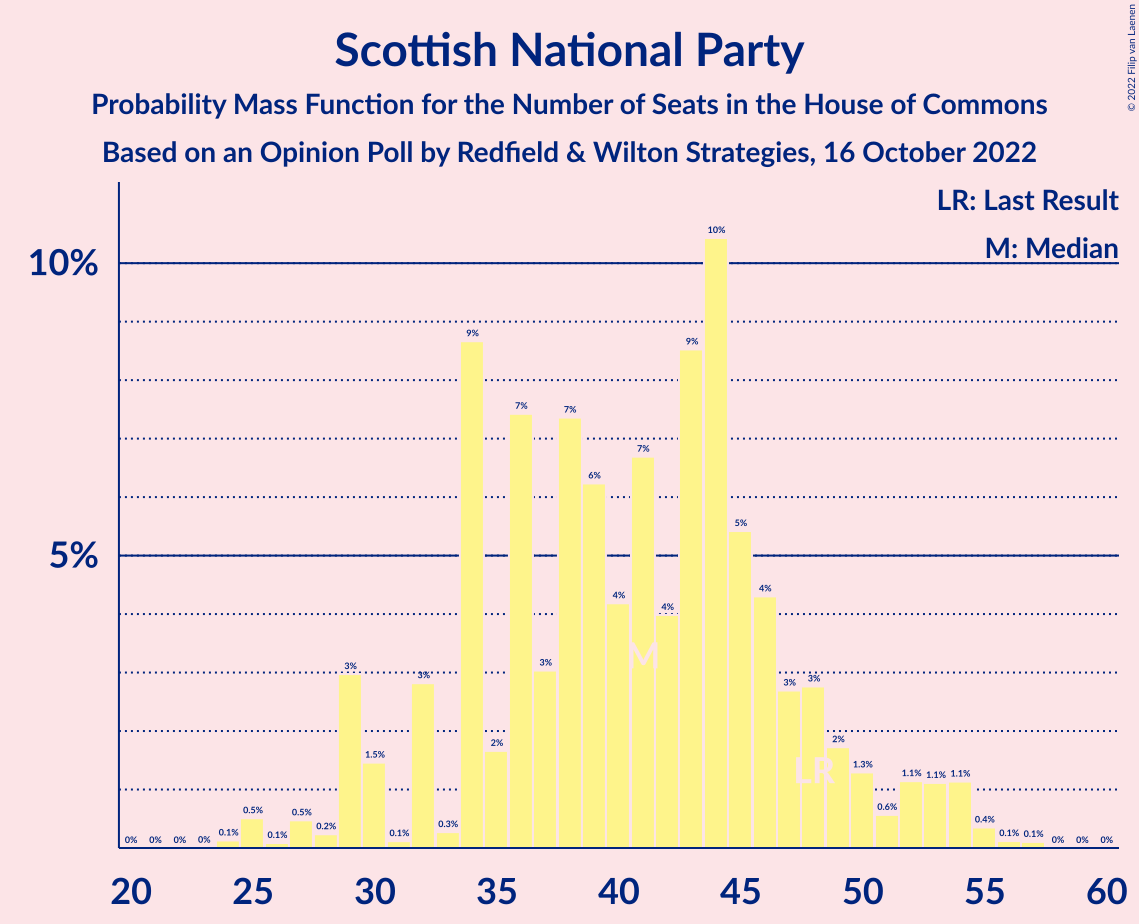 © 2022 Filip van Laenen
Scottish National Party
Probability Mass Function for the Number of Seats in the House of Commons
Based on an Opinion Poll by Redfield & Wilton Strategies, 16 October 2022
LR: Last Result
M: Median
10%
5%
0% 0% 0% 0% 0.1% 0.5% 0.1% 0.5% 0.2% 3% 1.5% 0.1% 3% 0.3% 9% 2% 7% 3% 7% 6% 4% 7% 4% 9% 10% 5% 4% 3% 3% 2% 1.3% 0.6% 1.1% 1.1% 1.1% 0.4% 0.1% 0.1% 0% 0% 0%
M
LR
20 25 30 35 40 45 50 55 60